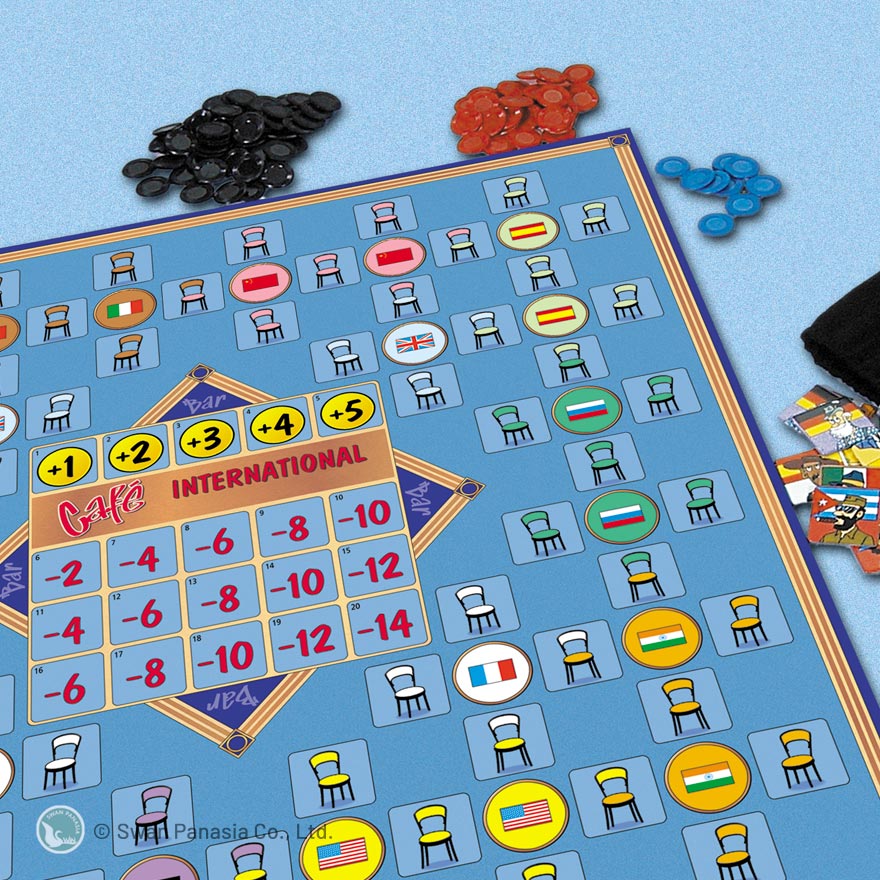 Bar
1 2 3 4 5
+1 +2 +3 +4 +5
Café INTERNATIONAL
Bar
6 7 8 9 10
-2 -4 -6 -8 -10
Bar
11 12 13 14 15
-4 -6 -8 -10 -12
16 17 18 19 20
-6 -8 -10 -12 -14
Bar
SWAN PANASIA
© Swan Panasia Co., Ltd.